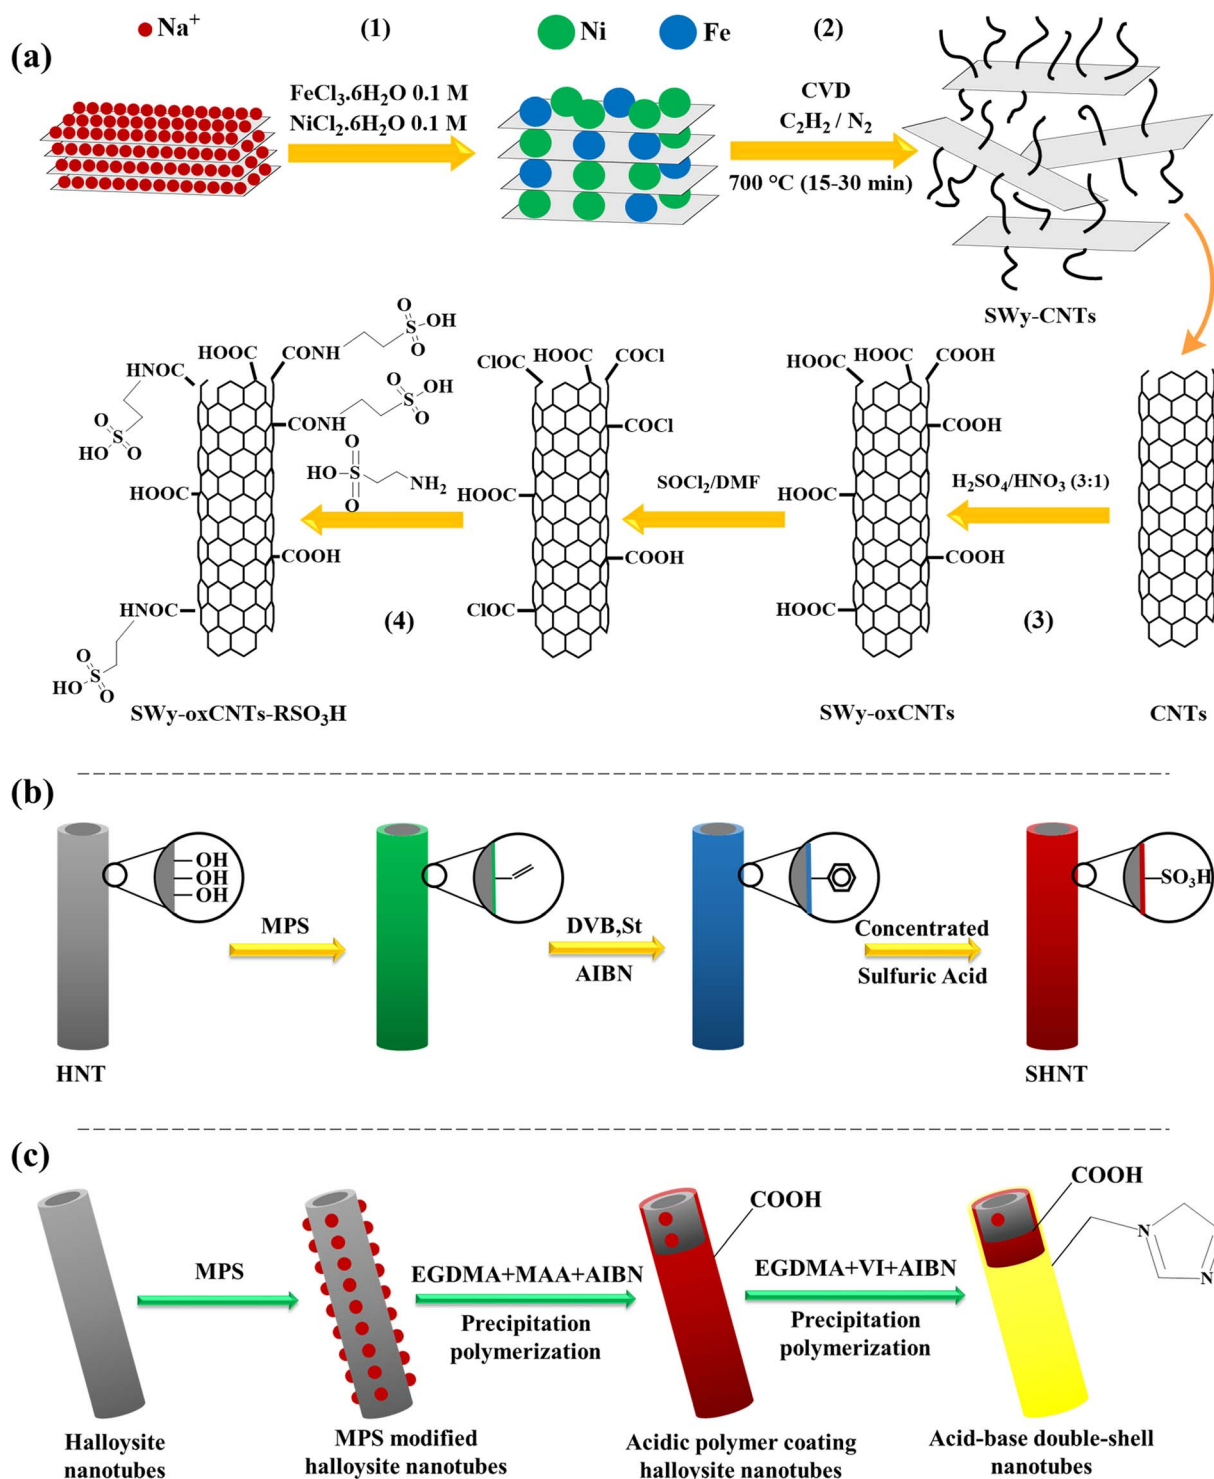 (a)
Na+
(1)
Ni
Fe
(2)
FeCl3.6H2O 0.1 M
NiCl2.6H2O 0.1 M
CVD
C2H2 / N2
700 °C (15-30 min)
SWy-CNTs
HNOC
O
S
O
HO
HOOC
CONH
O
S
OH
O
CONH
O
S
OH
O
HO
O
S
O
NH2
HOOC
COOH
HNOC
O
S
O
HO
(4)
SWy-oxCNTs-RSO3H
ClOC
HOOC
COCl
COCl
HOOC
COOH
ClOC
SOCl2/DMF
HOOC
HOOC
COOH
COOH
HOOC
COOH
HOOC
SWy-oxCNTs
H2SO4/HNO3 (3:1)
(3)
CNTs
(b)
HNT
OH
OH
OH
MPS
DVB,St
AIBN
Concentrated
Sulfuric Acid
SO3H
SHNT
(c)
Halloysite
nanotubes
MPS
MPS modified
halloysite nanotubes
EGDMA+MAA+AIBN
Precipitation
polymerization
COOH
Acidic polymer coating
halloysite nanotubes
EGDMA+VI+AIBN
Precipitation
polymerization
COOH
N
N
Acid-base double-shell
nanotubes